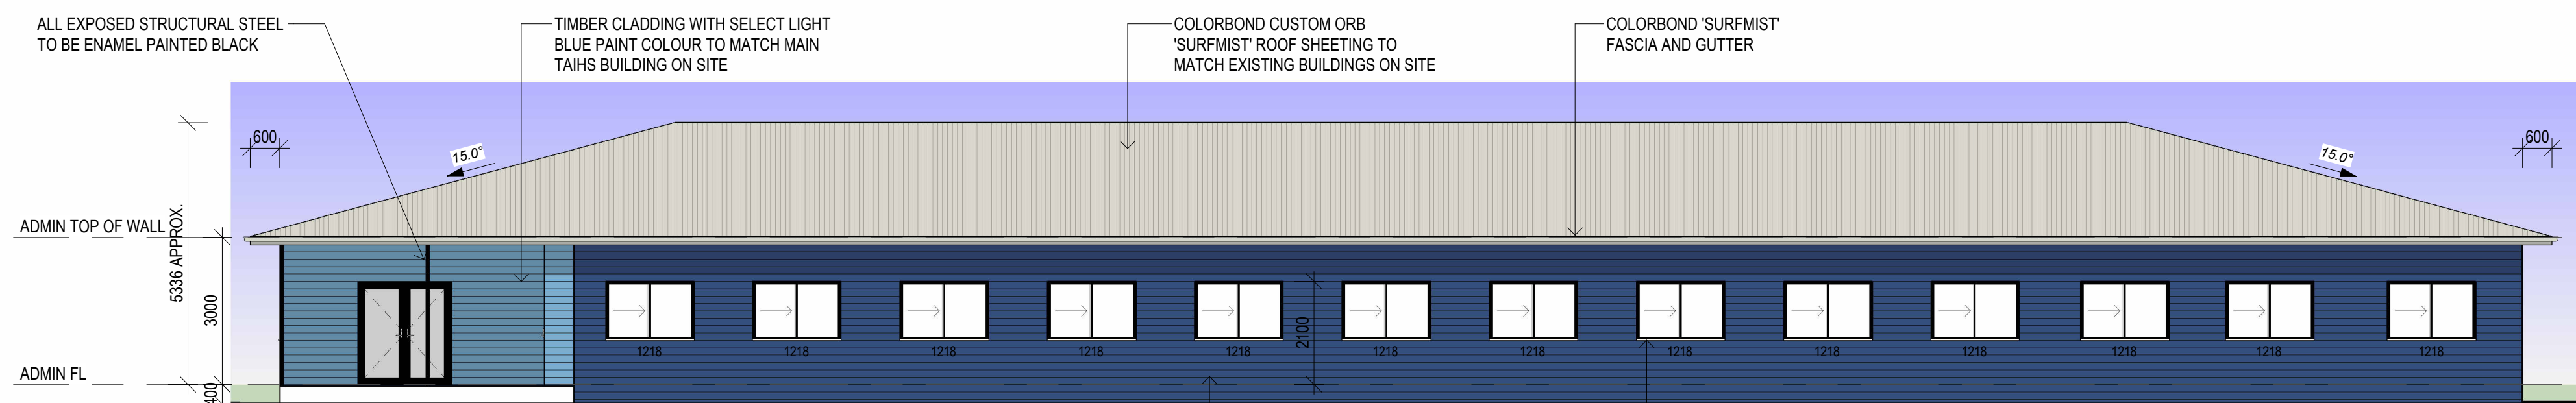 ALL EXPOSED STRUCTURAL STEEL
TO BE ENAMEL PAINTED BLACK
TIMBER CLADDING WITH SELECT LIGHT
BLUE PAINT COLOUR TO MATCH MAIN
TAIHS BUILDING ON SITE
COLORBOND CUSTOM ORB
'SURFMIST' ROOF SHEETING TO
MATCH EXISTING BUILDINGS ON SITE
COLORBOND 'SURFMIST'
FASCIA AND GUTTER
600
600
15.0°
15.0°
ADMIN TOP OF WALL
5336 APPROX.
3000
2100
1218
1218
1218
1218
1218
1218
1218
1218
1218
1218
1218
1218
1218
ADMIN FL
400